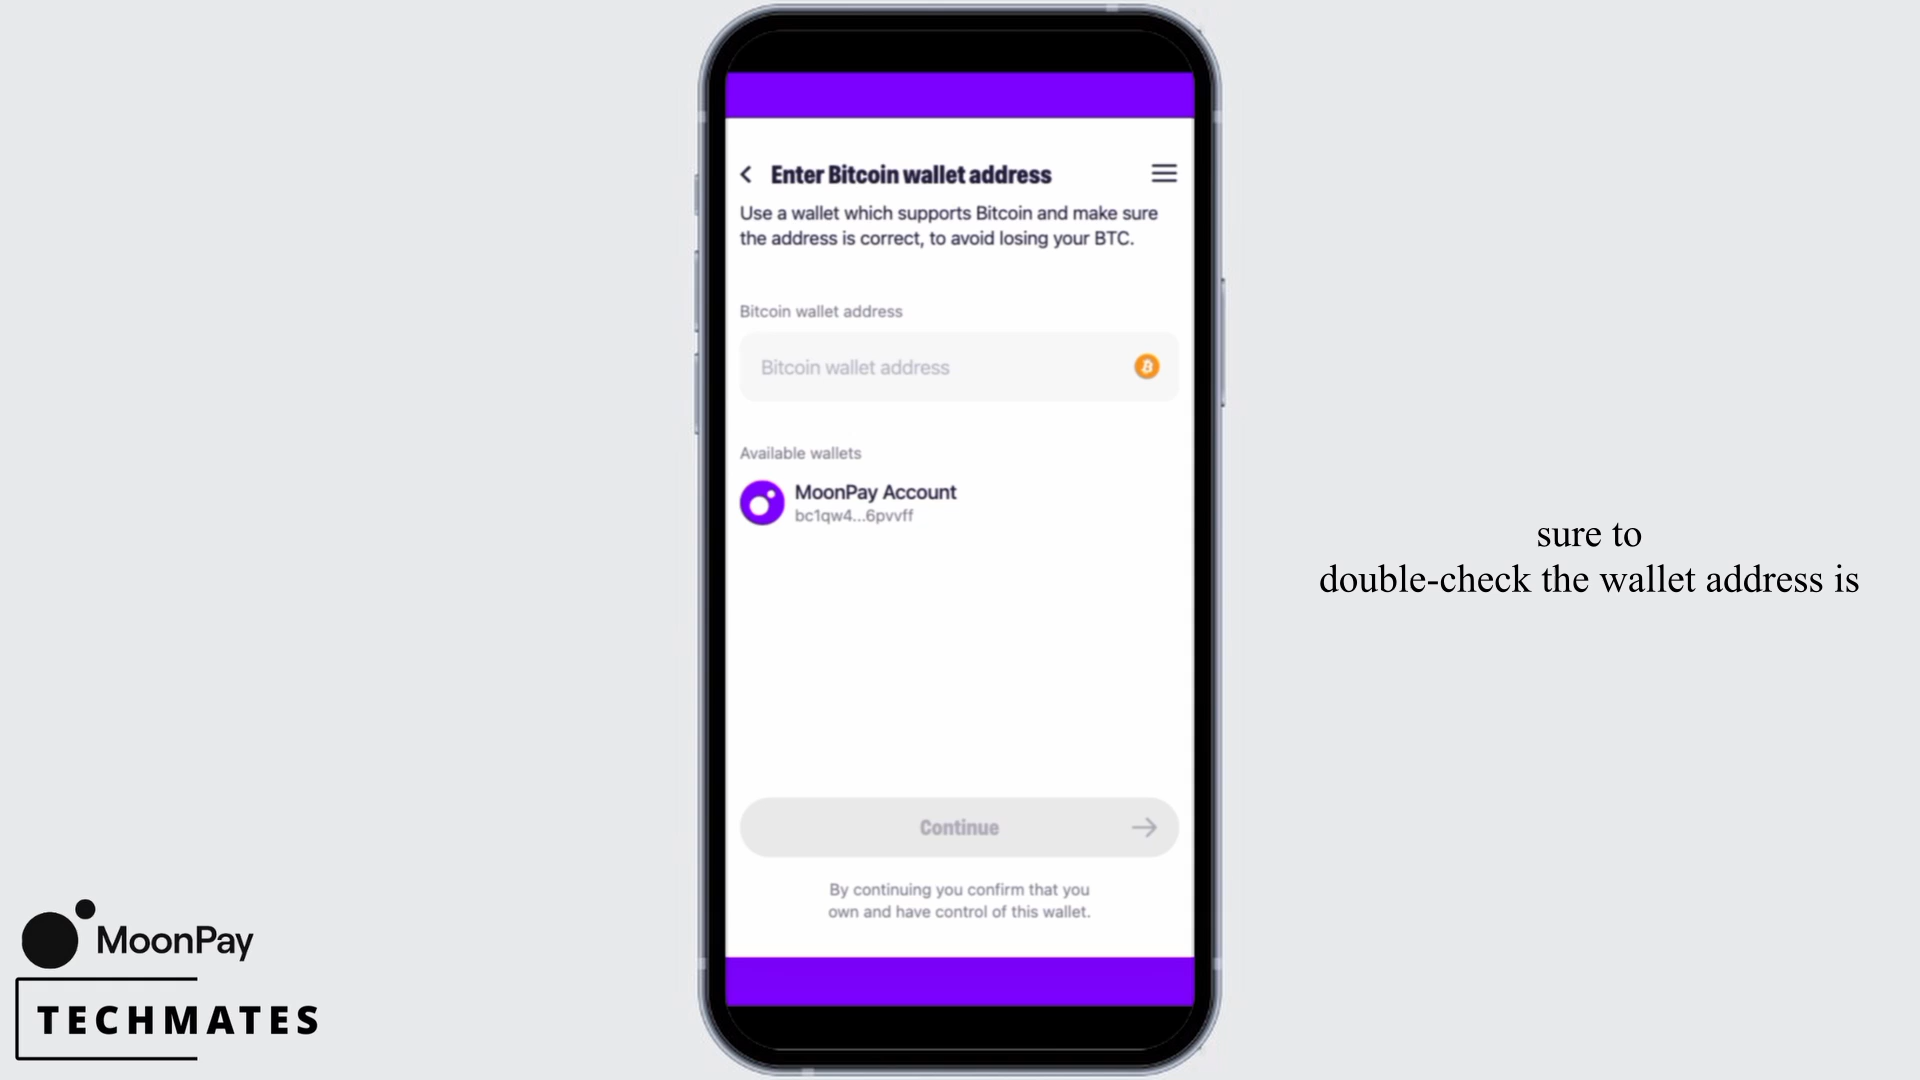 Enter Bitcoin wallet address
Use a wallet which supports Bitcoin and make sure
the address is correct, to avoid losing your BTC.
Bitcoin wallet address
Bitcoin wallet address
Available wallets
MoonPay Account
bc1qw4...6pvvff
Continue
By continuing you confirm that you
own and have control of this wallet.
sure to
double-check the wallet address is
MoonPay
TECHMATES